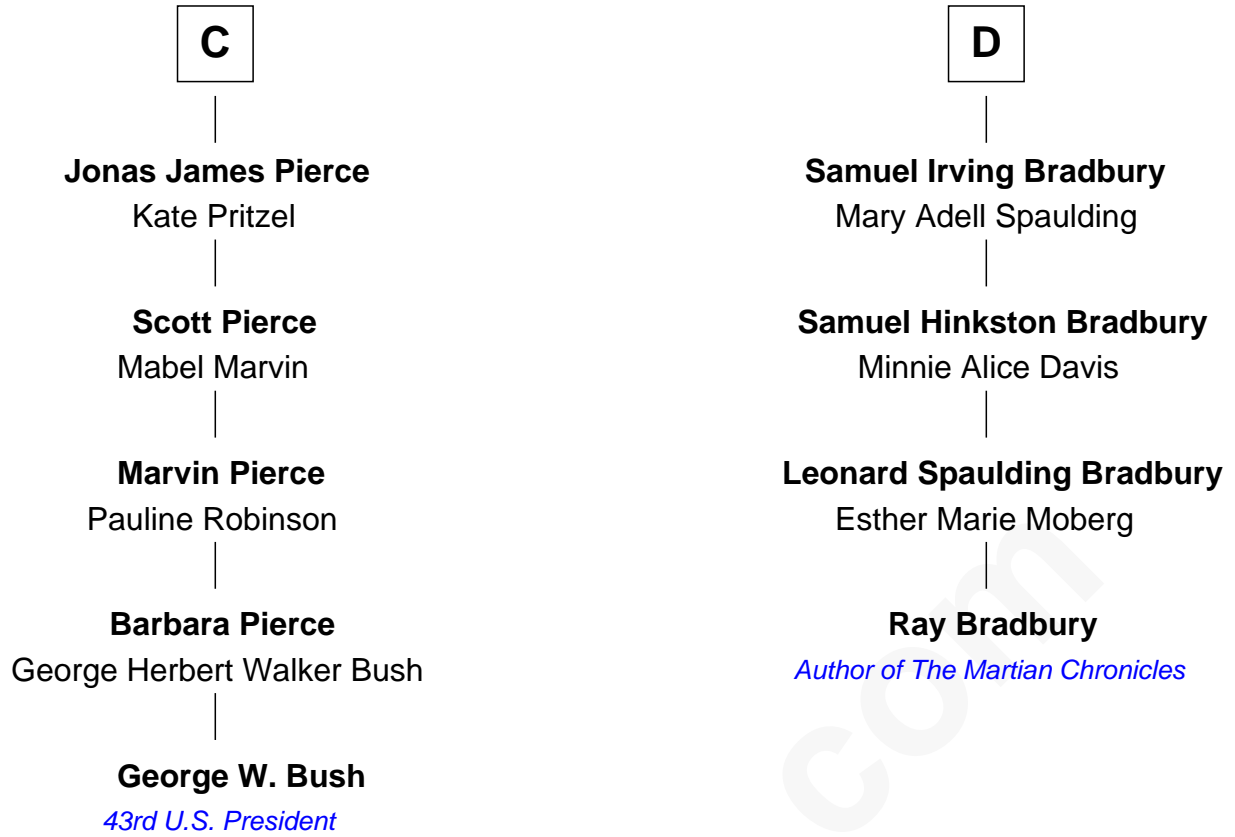 C
Jonas James Pierce
Kate Pritzel
Scott Pierce
Mabel Marvin
Marvin Pierce
Pauline Robinson
Barbara Pierce
George Herbert Walker Bush
George W. Bush
43rd U.S. President
D
Samuel Irving Bradbury
Mary Adell Spaulding
Samuel Hinkston Bradbury
Minnie Alice Davis
Leonard Spaulding Bradbury
Esther Marie Moberg
Ray Bradbury
Author of The Martian Chronicles
com